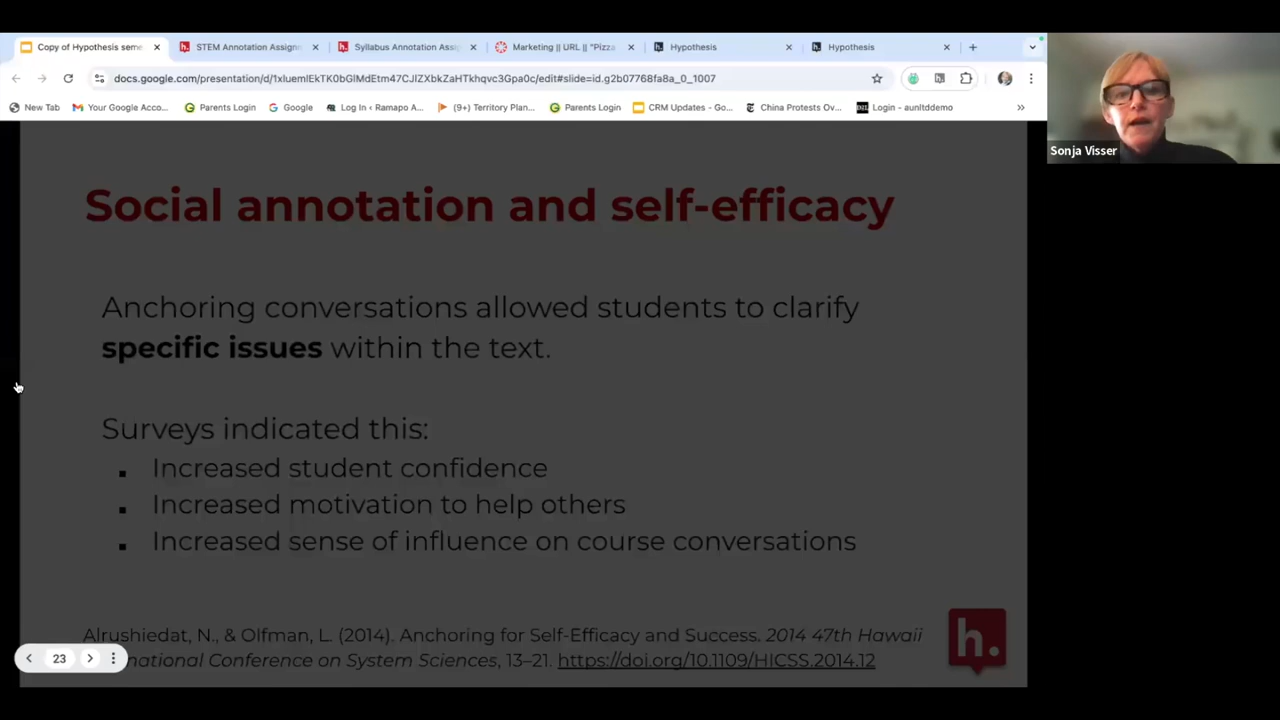 Copy of Hypothesis seme
STEM Annotation Assignm
Syllabus Annotation Assig
Marketing || URL || "Pizza
Hypothesis
Hypothesis
docs.google.com/presentation/d/1xluemIEkTK0bGlMdEtm47CJIZXbkZaHTkhqvc3Gpa0c/edit#slide=id.g2b07768fa8a_0_1007
New Tab
Your Google Acco...
Parents Login
Google
Log In ‹ Ramapo A...
(9+) Territory Plan...
Parents Login
CRM Updates - Go...
China Protests Ov...
Login - aunltddemo
Sonja Visser
Social annotation and self-efficacy
Anchoring conversations allowed students to clarify
specific issues within the text.
Surveys indicated this:
▪ Increased student confidence
▪ Increased motivation to help others
▪ Increased sense of influence on course conversations
Alrushiedat, N., & Olfman, L. (2014). Anchoring for Self-Efficacy and Success. 2014 47th Hawaii
national Conference on System Sciences, 13–21. https://doi.org/10.1109/HICSS.2014.12
h.
23